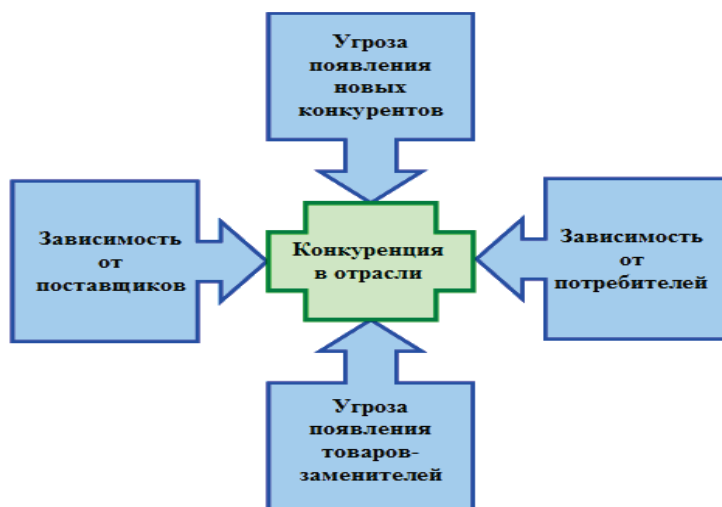 Угроза
появления
новых
конкурентов
Зависимость
от
поставщиков
Конкуренция
в отрасли
Зависимость
от
потребителей
Угроза
появления
товаров-
заменителей